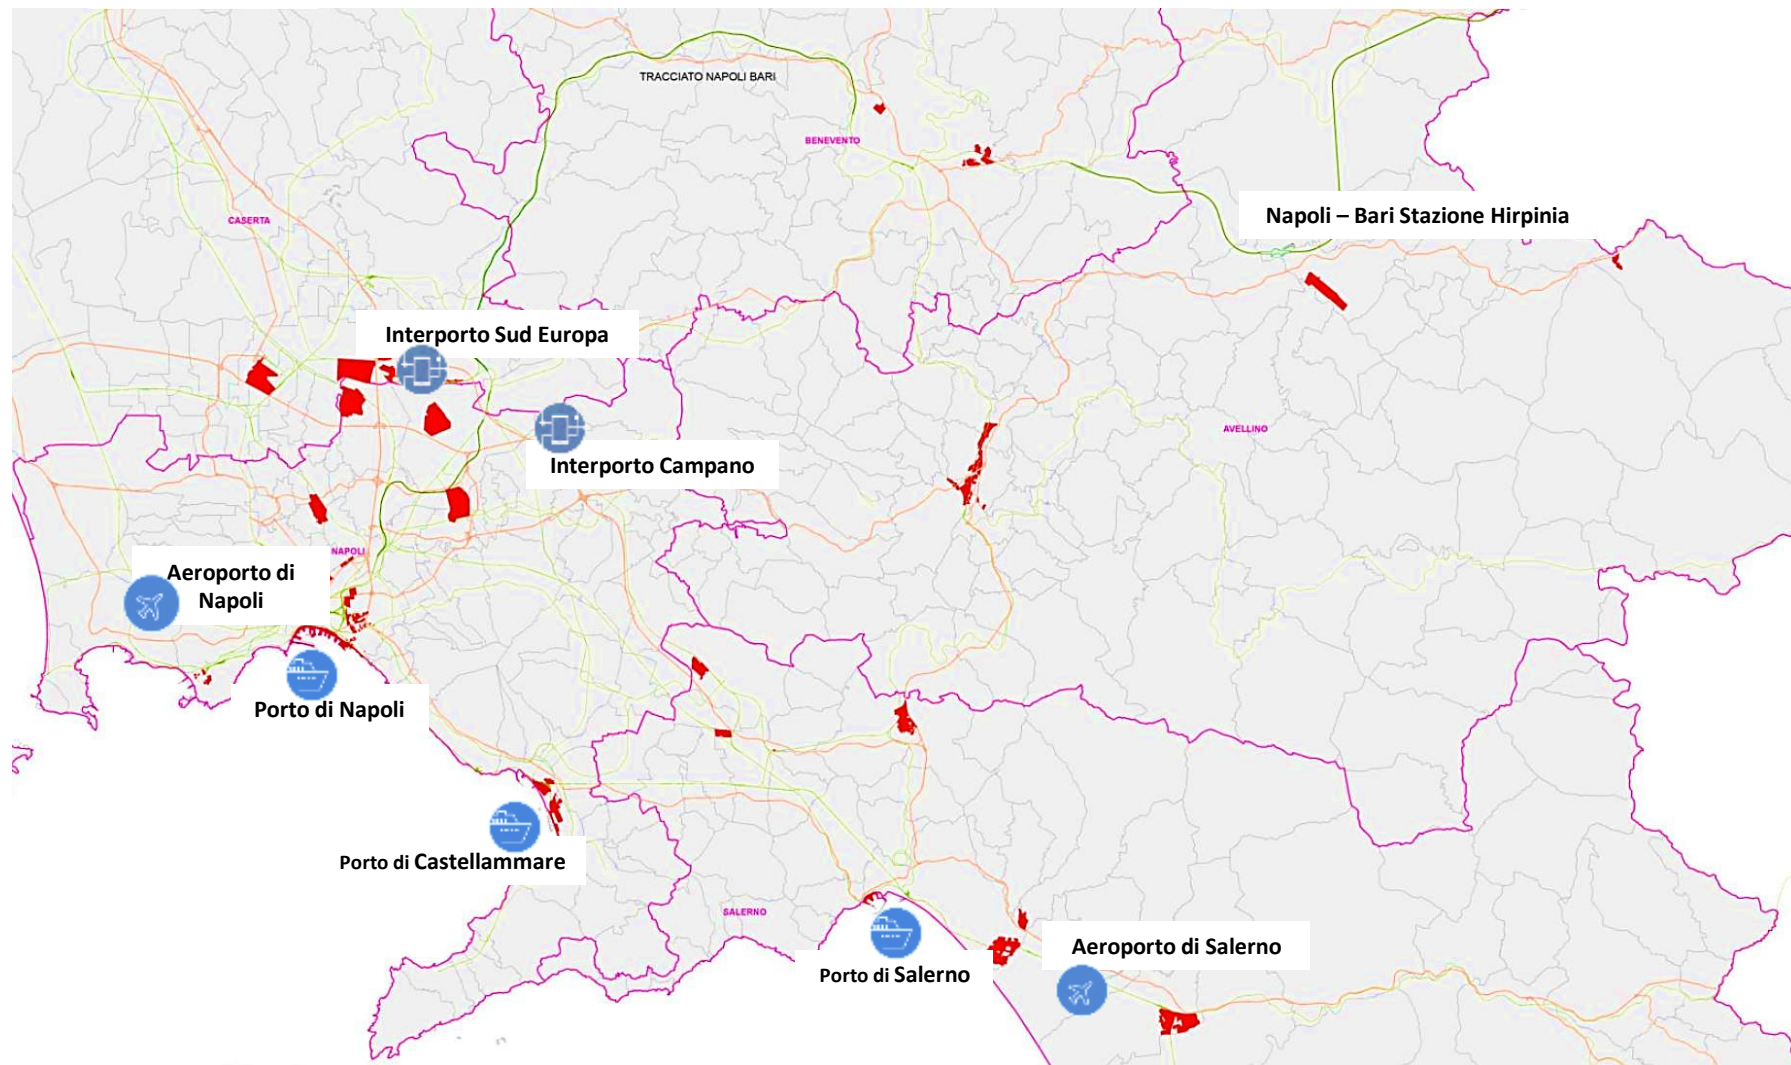 TRACCIATO NAPOLI BARI
BENEVENTO
Napoli – Bari Stazione Hirpinia
CASERTA
Interporto Sud Europa
AVELLINO
Interporto Campano
NAPOLI
Aeroporto di
Napoli
Porto di Napoli
Porto di Castellammare
SALERNO
Aeroporto di Salerno
Porto di Salerno